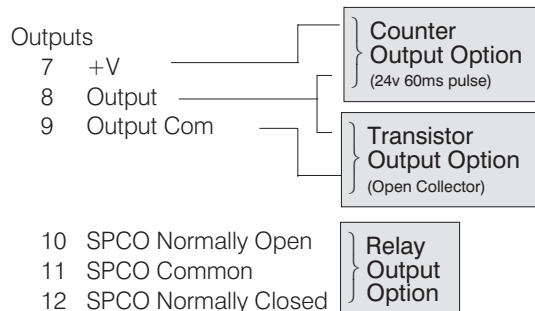 Outputs
7 +V
8 Output
9 Output Com
Counter
Output Option
(24v 60ms pulse)
Transistor
Output Option
(Open Collector)
10 SPCO Normally Open
11 SPCO Common
12 SPCO Normally Closed
Relay
Output
Option